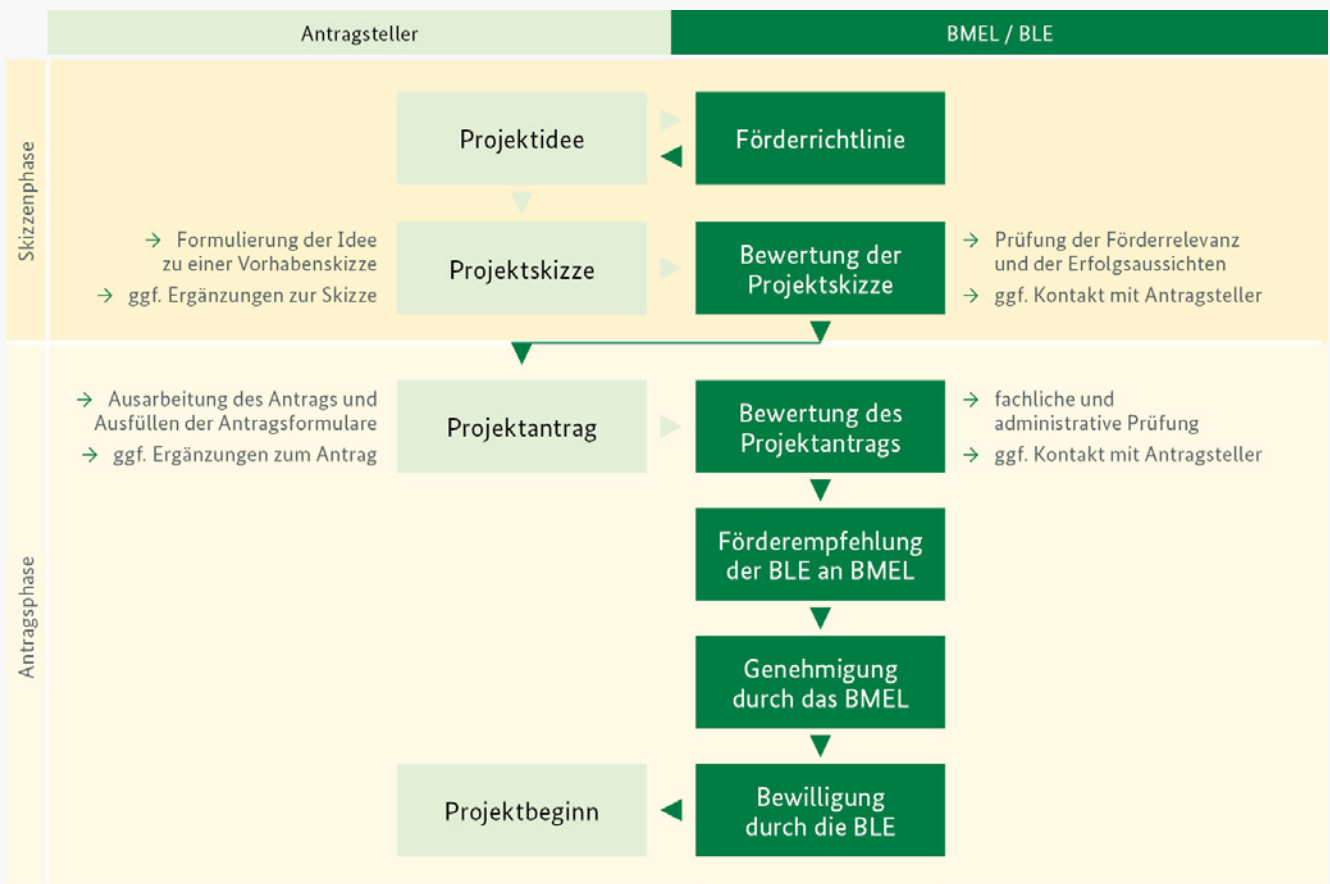 Antragsteller
BMEL / BLE
Skizzenphase
Projektidee
Förderrichtlinie
→ Formulierung der Idee
zu einer Vorhabenskizze
→ ggf. Ergänzungen zur Skizze
Projektskizze
Bewertung der
Projektskizze
→ Prüfung der Förderrelevanz
und der Erfolgsaussichten
→ ggf. Kontakt mit Antragsteller
Antragsphase
→ Ausarbeitung des Antrags und
Ausfüllen der Antragsformulare
→ ggf. Ergänzungen zum Antrag
Projektantrag
Bewertung des
Projektantrags
→ fachliche und
administrative Prüfung
→ ggf. Kontakt mit Antragsteller
Förderempfehlung
der BLE an BMEL
Genehmigung
durch das BMEL
Projektbeginn
Bewilligung
durch die BLE